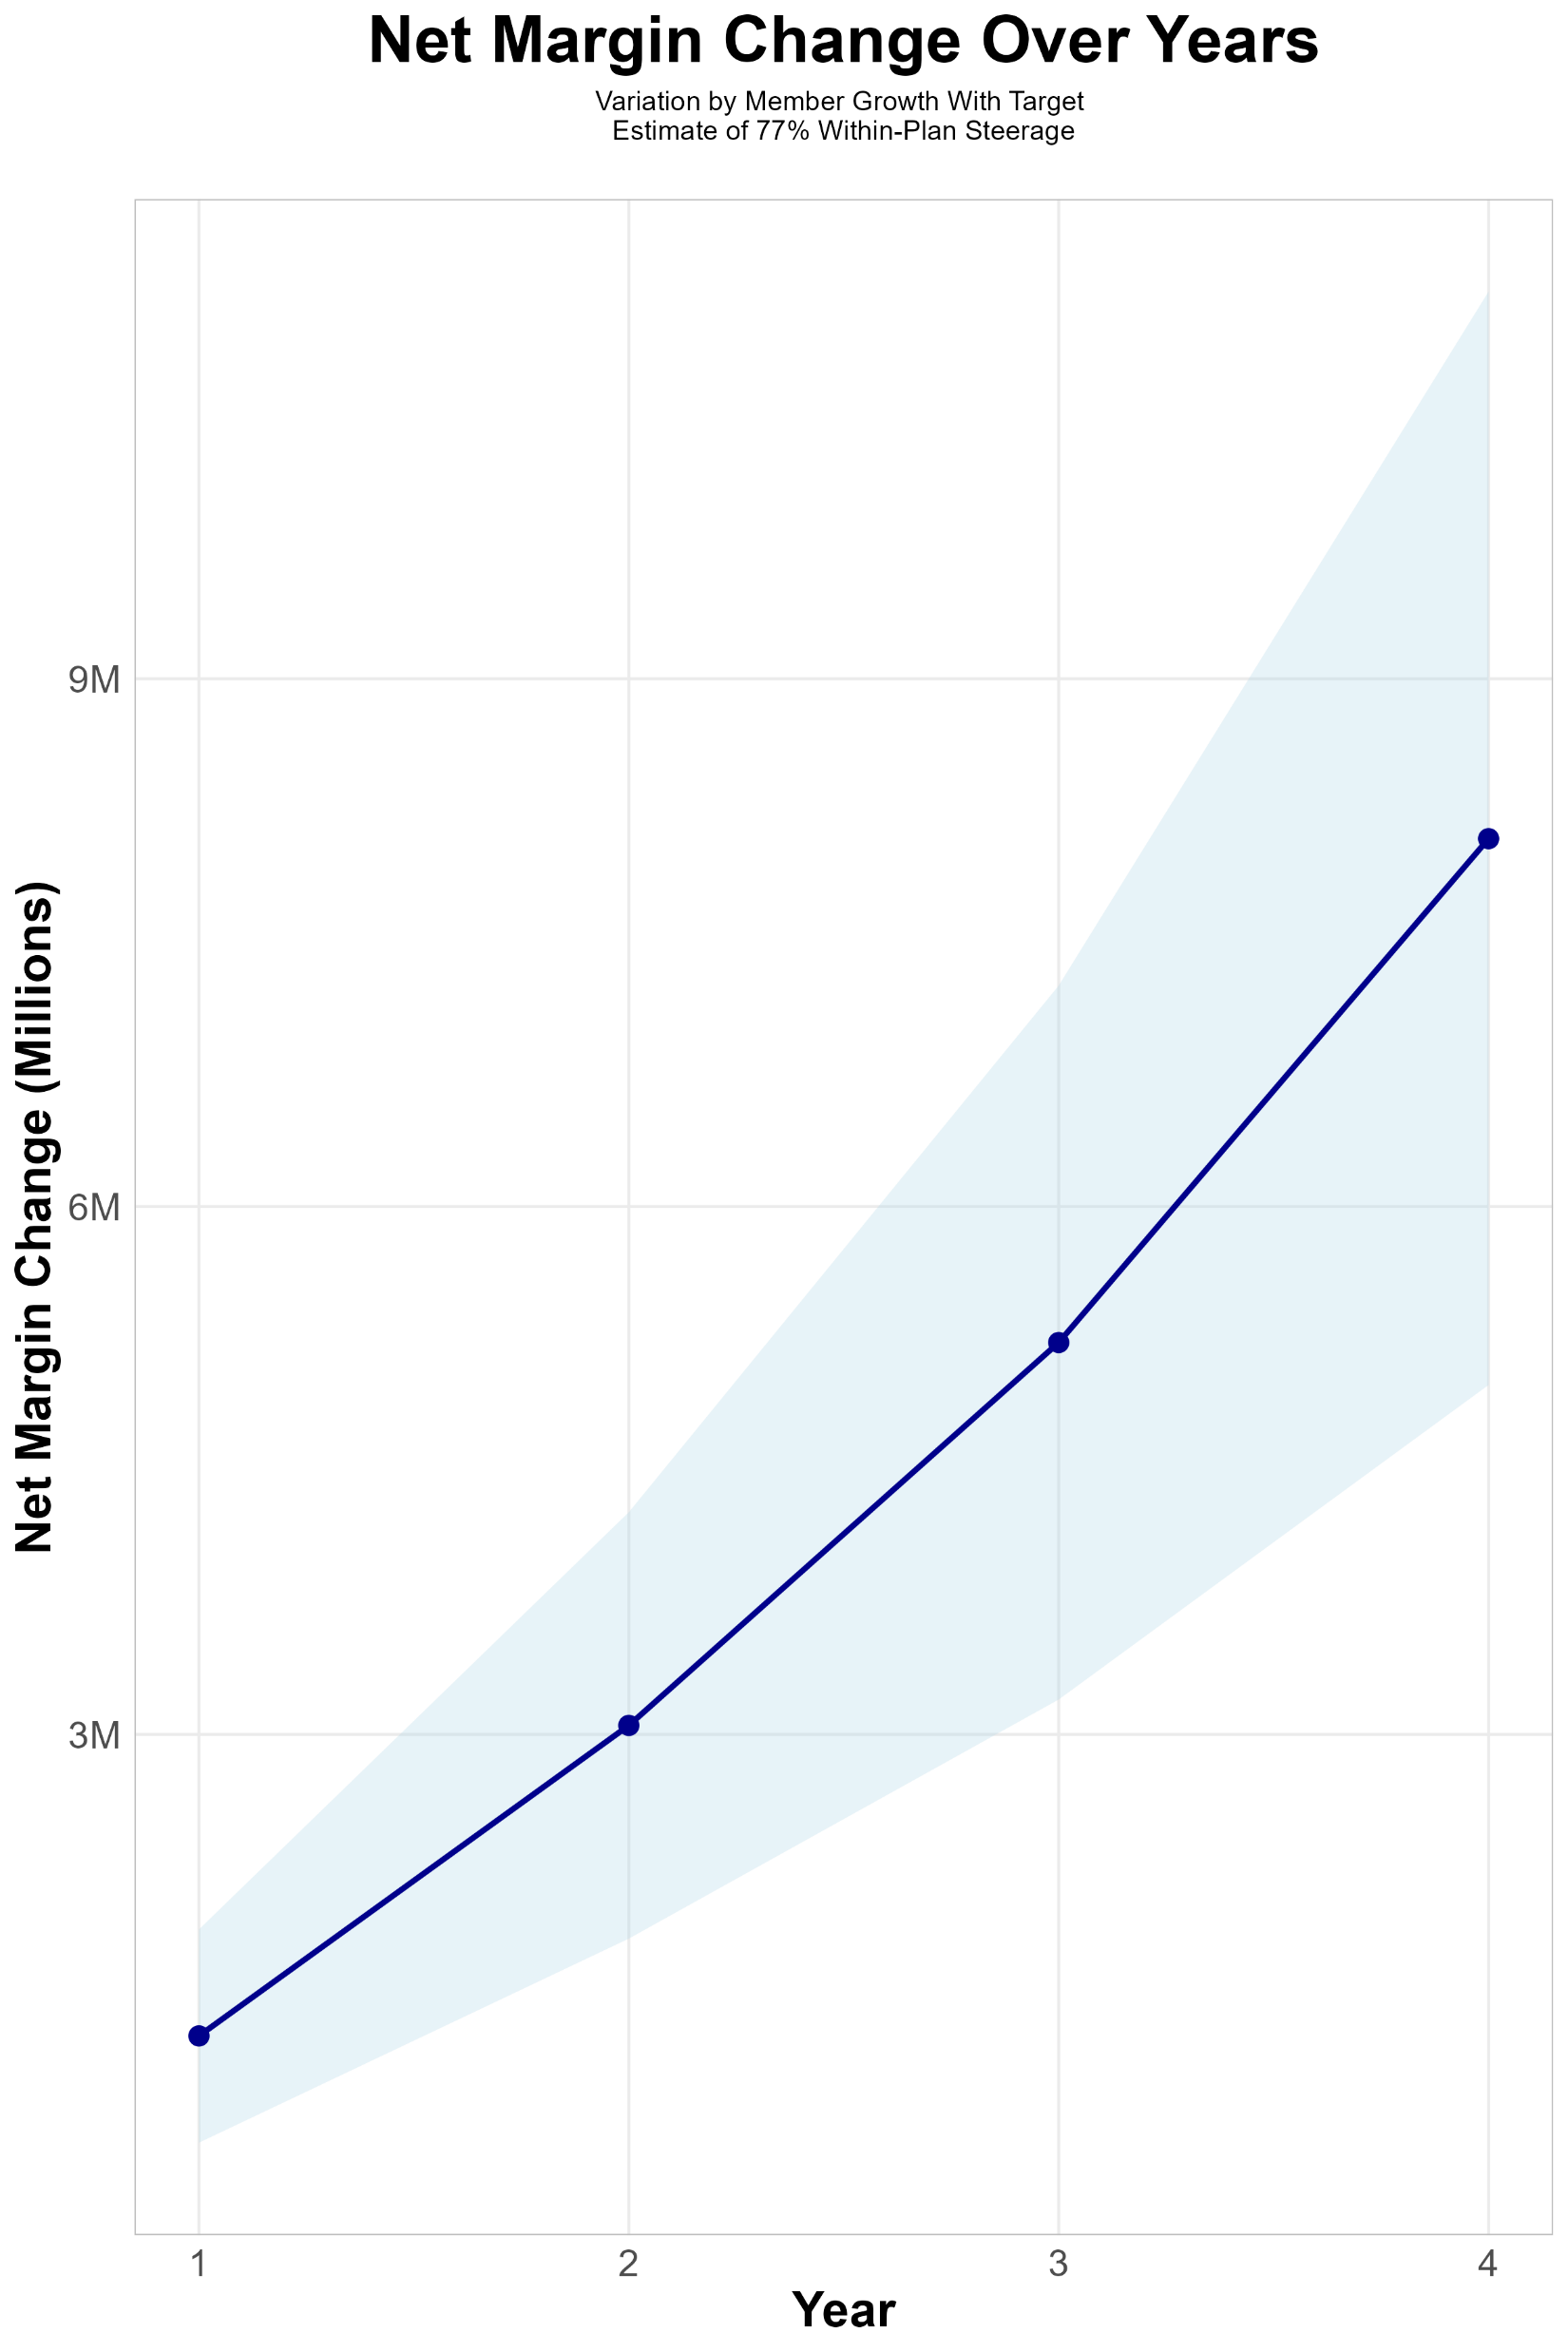 Net Margin Change Over Years
Variation by Member Growth With Target
Estimate of 77% Within-Plan Steerage
Net Margin Change (Millions)
9M
6M
3M
1 2 3 4
Year